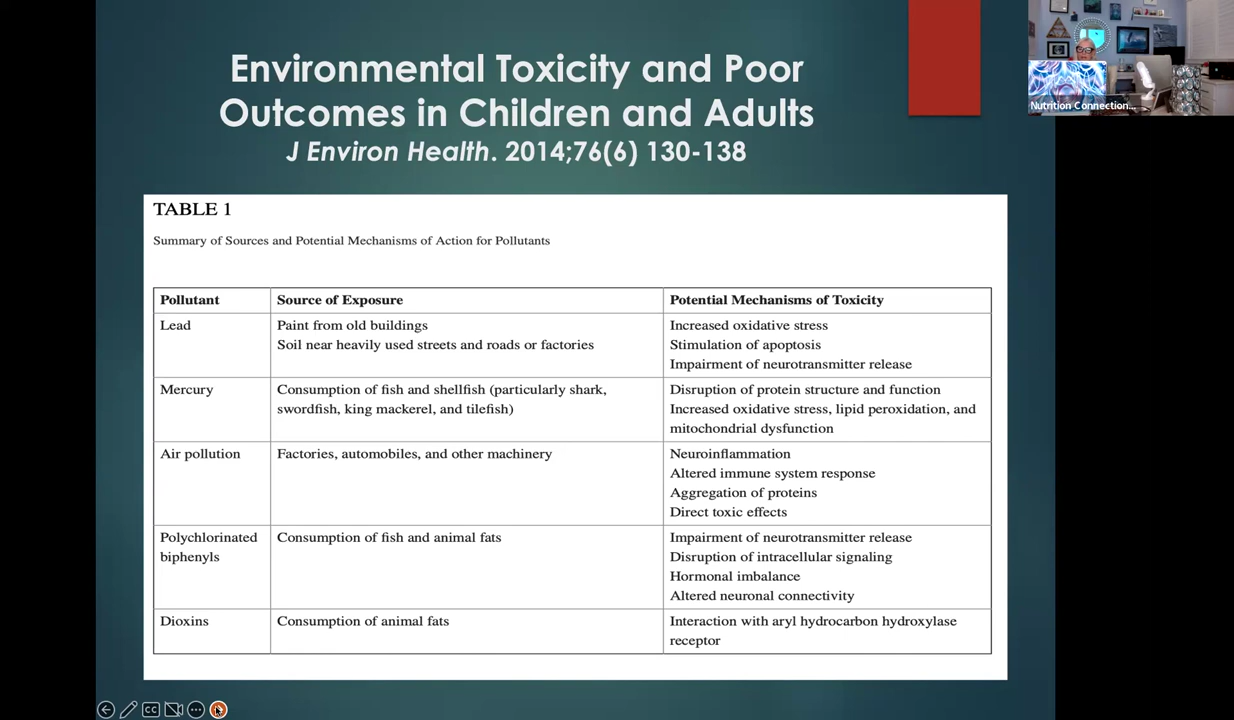 Environmental Toxicity and Poor
Outcomes in Children and Adults
J Environ Health. 2014;76(6) 130-138
Nutrition Connection...
TABLE 1
Summary of Sources and Potential Mechanisms of Action for Pollutants
Pollutant Source of Exposure Potential Mechanisms of Toxicity
Lead Paint from old buildings Increased oxidative stress
Soil near heavily used streets and roads or factories Stimulation of apoptosis
Impairment of neurotransmitter release
Mercury Consumption of fish and shellfish (particularly shark, Disruption of protein structure and function
swordfish, king mackerel, and tilefish) Increased oxidative stress, lipid peroxidation, and
mitochondrial dysfunction
Air pollution Factories, automobiles, and other machinery Neuroinflammation
Altered immune system response
Aggregation of proteins
Direct toxic effects
Polychlorinated Consumption of fish and animal fats Impairment of neurotransmitter release
biphenyls Disruption of intracellular signaling
Hormonal imbalance
Altered neuronal connectivity
Dioxins Consumption of animal fats Interaction with aryl hydrocarbon hydroxylase
receptor
CC